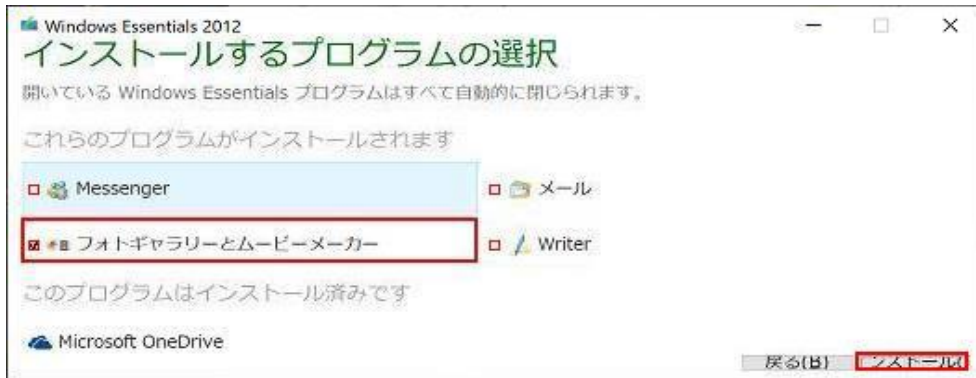 Windows Essentials 2012
インストールするプログラムの選択
開いている Windows Essentials プログラムはすべて自動的に閉じられます。
これらのプログラムがインストールされます
Messenger
メール
フォトギャラリーとムービーメーカー
Writer
このプログラムはインストール済みです
Microsoft OneDrive
戻る(B)
ンストール(